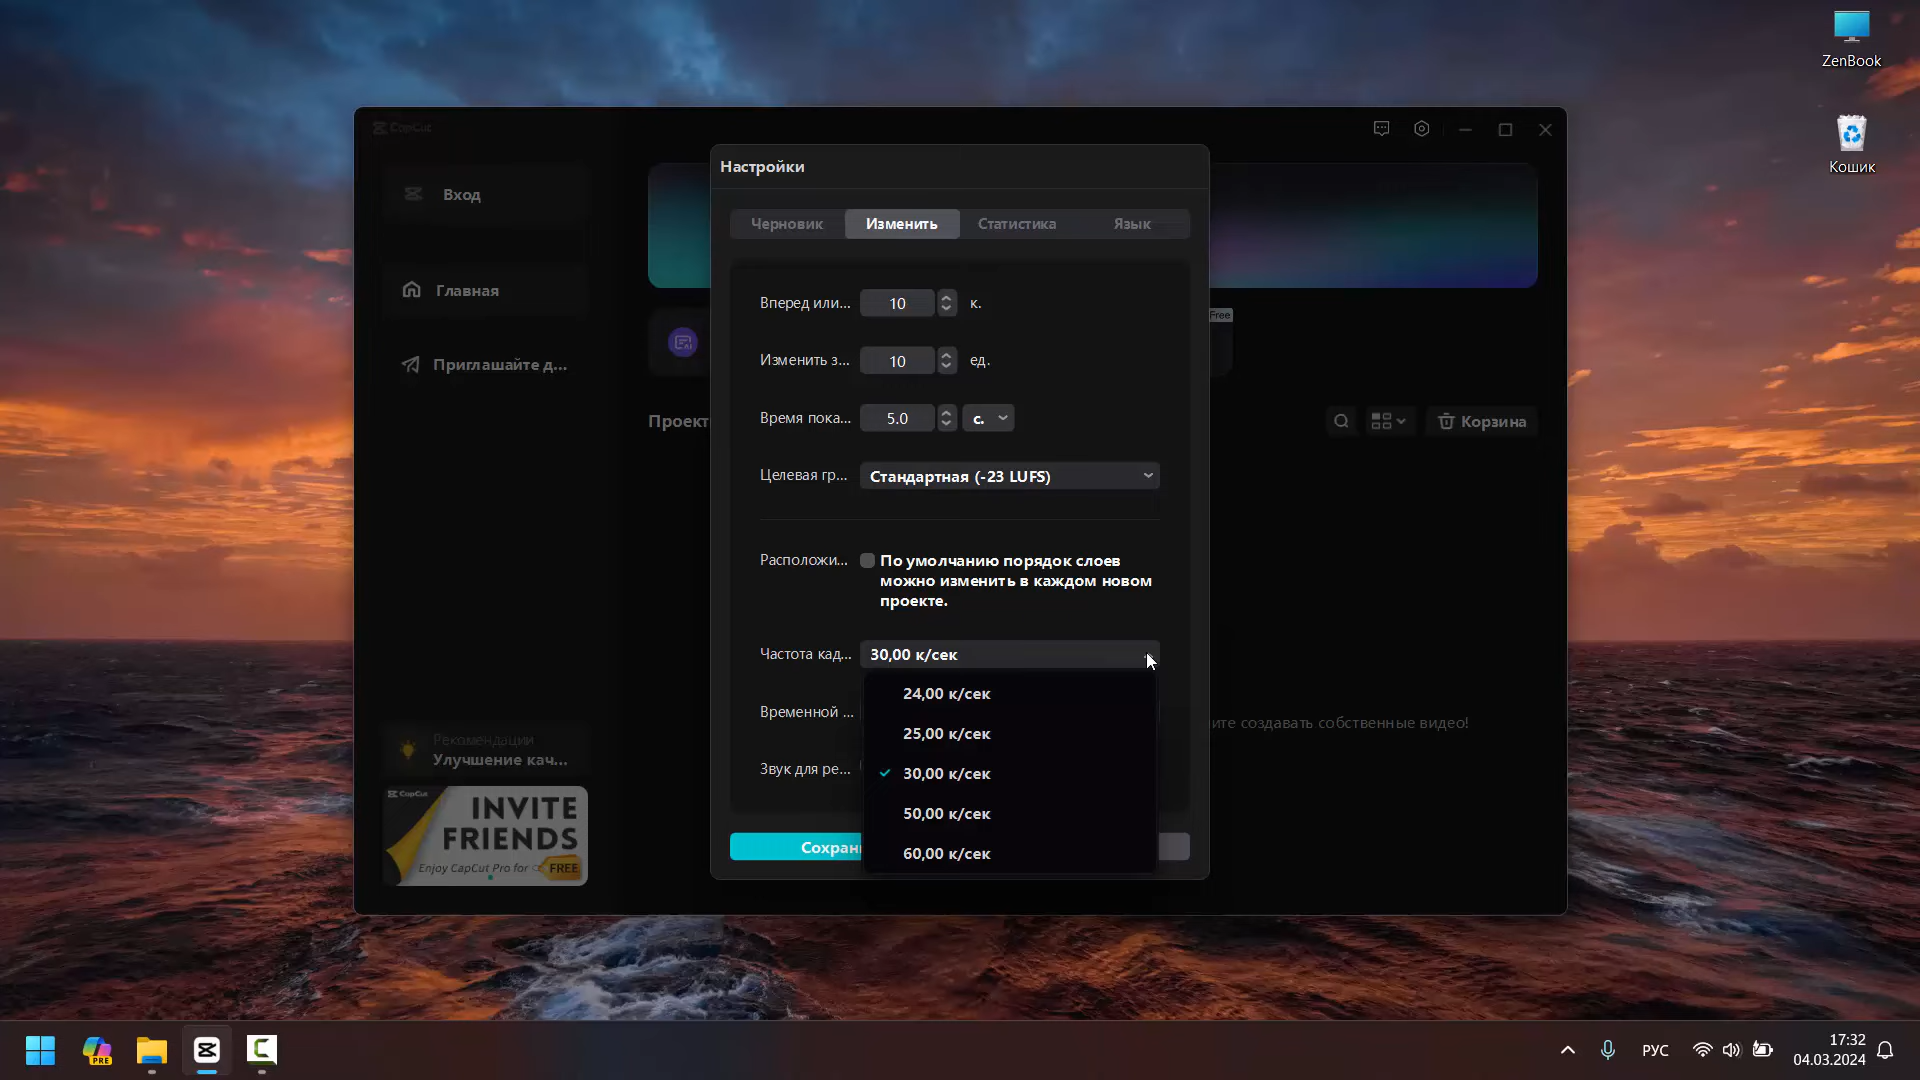 ZenBook
Кошик
CapCut
Вход
Главная
Приглашайте д...
Рекомендации
Улучшение кач...
CapCut
INVITE
FRIENDS
Enjoy CapCut Pro for
FREE
Настройки
Черновик
Изменить
Статистика
Язык
Вперед или...
10
к.
Изменить з...
10
ед.
Время пока...
5.0
с.
Целевая гр...
Стандартная (-23 LUFS)
Расположи...
По умолчанию порядок слоев
можно изменить в каждом новом
проекте.
Частота кад...
30,00 к/сек
24,00 к/сек
25,00 к/сек
30,00 к/сек
50,00 к/сек
60,00 к/сек
Временной ...
Звук для ре...
Сохрани
Free
Проект
Корзина
ите создавать собственные видео!
PRE
РУС
17:32
04.03.2024